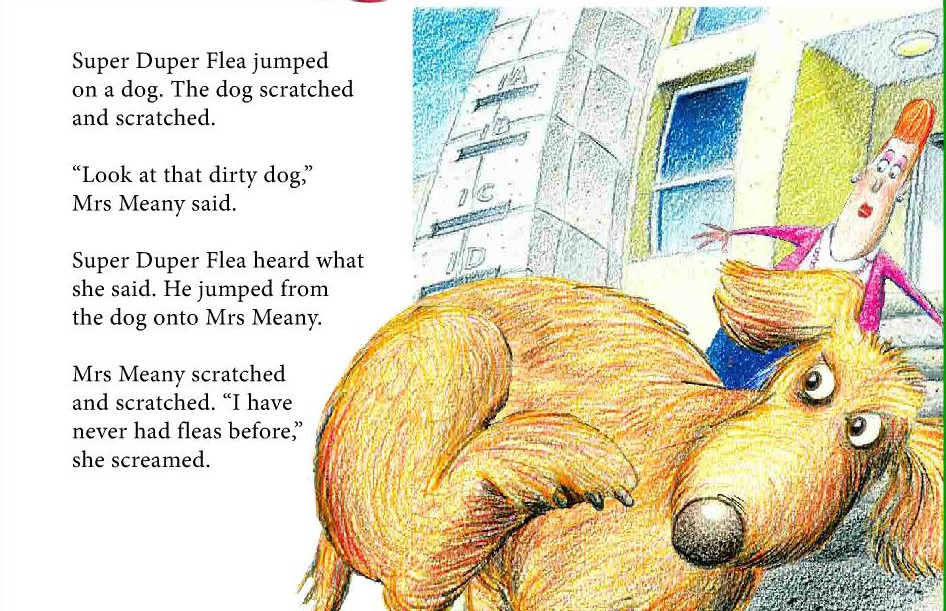 Super Duper Flea jumped
on a dog. The dog scratched
and scratched.
“Look at that dirty dog,”
Mrs Meany said.
Super Duper Flea heard what
she said. He jumped from
the dog onto Mrs Meany.
Mrs Meany scratched
and scratched. “I have
never had fleas before,”
she screamed.
1A
1B
1C
1D